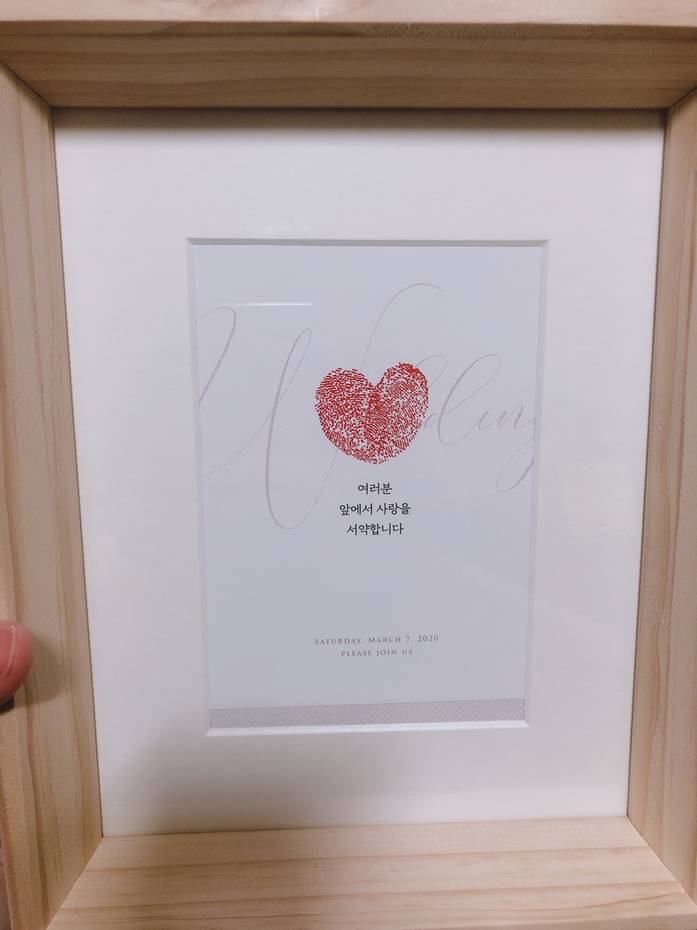 Wedding
여러분
앞에서 사랑을
서약합니다
SATURDAY, MARCH 7, 2020
PLEASE JOIN US